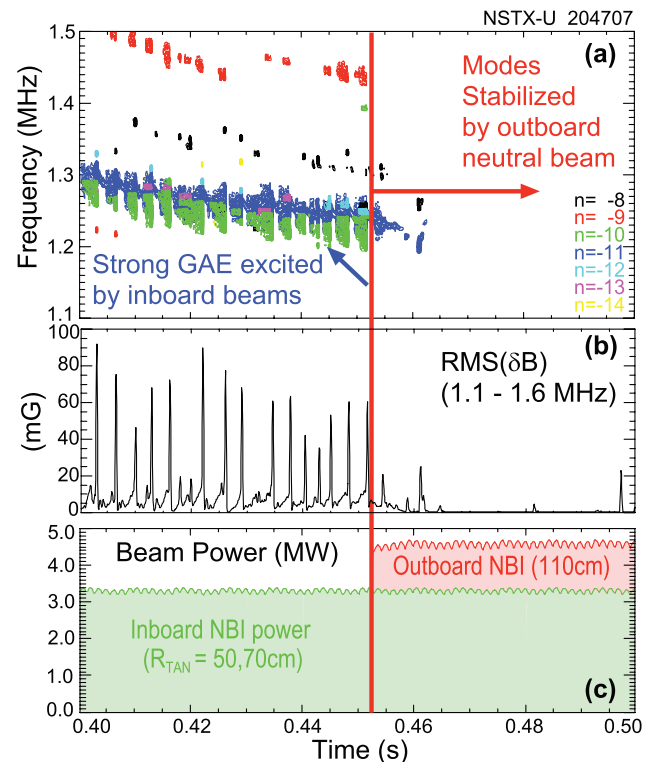 NSTX-U 204707
(a)
1.5
1.4
1.3
1.2
1.1
Frequency (MHz)
Modes
Stabilized
by outboard
neutral beam
n= -8
n= -9
n=-10
n=-11
n=-12
n=-13
n=-14
Strong GAE excited
by inboard beams
(b)
100
80
60
40
20
0
(mG)
RMS(δB)
(1.1 - 1.6 MHz)
5.0
4.0
3.0
2.0
1.0
0.0
Beam Power (MW)
Outboard NBI (110cm)
Inboard NBI power
(R_TAN = 50,70cm)
(c)
0.40 0.42 0.44 0.46 0.48 0.50
Time (s)